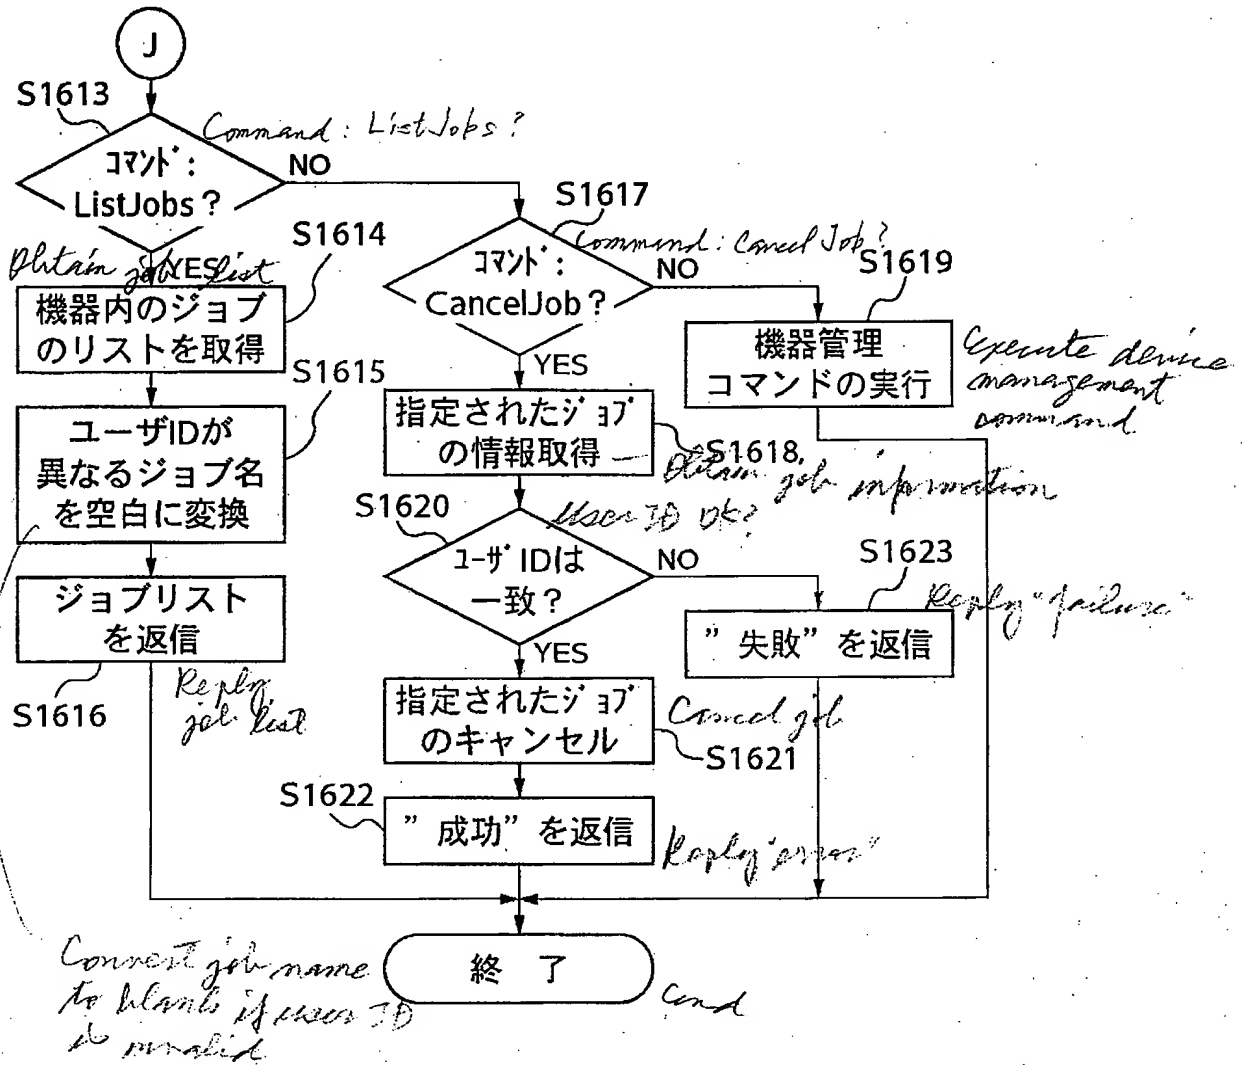 J
S1613
Command: ListJobs?
コマンド:
ListJobs?
NO
YES
S1614
Obtain job list
機器内のジョブ
のリストを取得
S1615
ユーザIDが
異なるジョブ名
を空白に変換
ジョブリスト
を返信
S1616
Reply
job list
S1617
Command: Cancel Job?
コマンド:
CancelJob?
NO
YES
S1619
機器管理
コマンドの実行
Execute device
management
command
指定されたジョブ
の情報取得
S1618
Obtain job information
S1620
User ID OK?
ユーザIDは
一致?
NO
YES
S1623
Reply "failure"
"失敗"を返信
指定されたジョブ
のキャンセル
Cancel job
S1621
S1622
"成功"を返信
Reply "error"
終 了
end
Convert job name
to blanks if user ID
is invalid